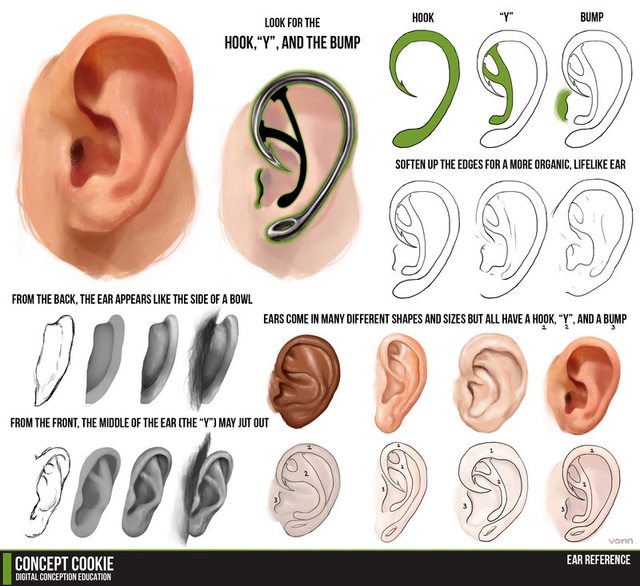 LOOK FOR THE
HOOK,"Y", AND THE BUMP
HOOK
"Y"
BUMP
SOFTEN UP THE EDGES FOR A MORE ORGANIC, LIFELIKE EAR
FROM THE BACK, THE EAR APPEARS LIKE THE SIDE OF A BOWL
EARS COME IN MANY DIFFERENT SHAPES AND SIZES BUT ALL HAVE A HOOK, "Y", AND A BUMP
1 2 3
FROM THE FRONT, THE MIDDLE OF THE EAR (THE "Y") MAY JUT OUT
1
2
3
1
2
3
1
2
3
1
2
3
vonn
CONCEPT COOKIE
DIGITAL CONCEPTION EDUCATION
EAR REFERENCE